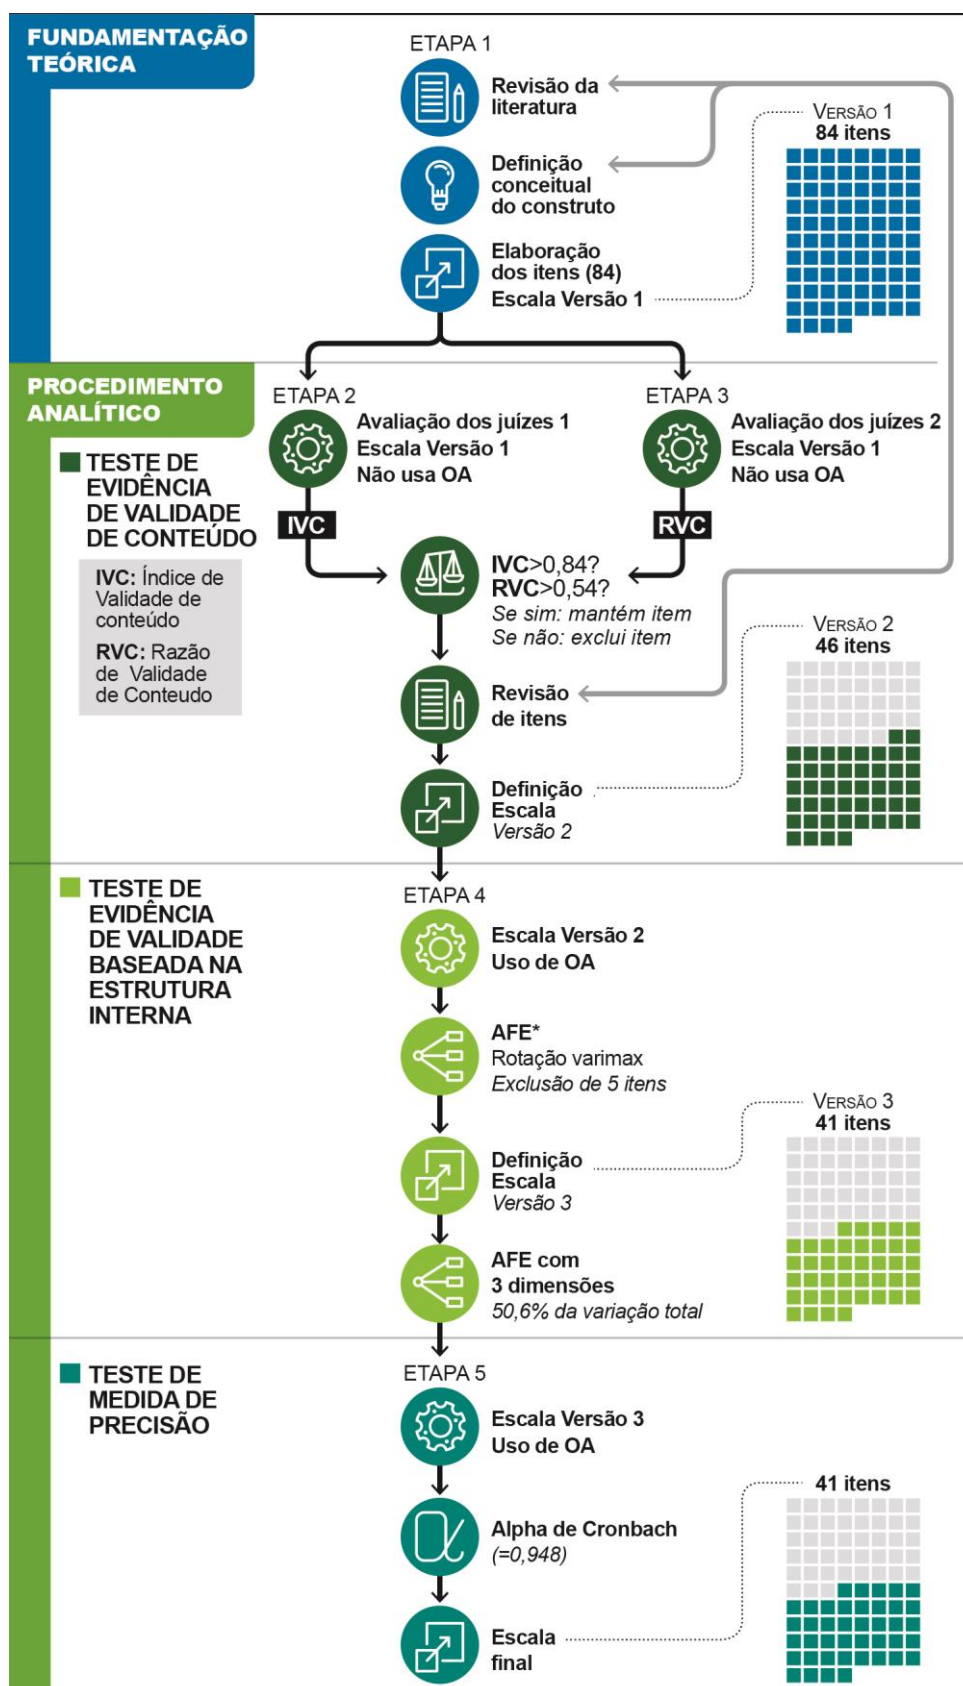 FUNDAMENTAÇÃO
TEÓRICA
ETAPA 1
Revisão da
literatura
Definição
conceitual
do construto
Elaboração
dos itens (84)
Escala Versão 1
VERSÃO 1
84 itens
PROCEDIMENTO
ANALÍTICO
TESTE DE
EVIDÊNCIA
DE VALIDADE
DE CONTEÚDO
IVC: Índice de
Validade de
conteúdo
RVC: Razão
de Validade
de Conteudo
ETAPA 2
Avaliação dos juízes 1
Escala Versão 1
Não usa OA
IVC
ETAPA 3
Avaliação dos juízes 2
Escala Versão 1
Não usa OA
RVC
IVC>0,84?
RVC>0,54?
Se sim: mantém item
Se não: exclui item
Revisão
de itens
Definição
Escala
Versão 2
VERSÃO 2
46 itens
TESTE DE
EVIDÊNCIA
DE VALIDADE
BASEADA NA
ESTRUTURA
INTERNA
ETAPA 4
Escala Versão 2
Uso de OA
AFE*
Rotação varimax
Exclusão de 5 itens
Definição
Escala
Versão 3
VERSÃO 3
41 itens
AFE com
3 dimensões
50,6% da variação total
TESTE DE
MEDIDA DE
PRECISÃO
ETAPA 5
Escala Versão 3
Uso de OA
Alpha de Cronbach
(=0,948)
Escala
final
41 itens